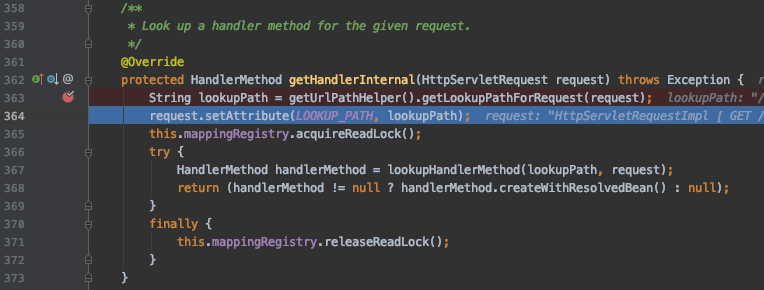 358 /**
359 * Look up a handler method for the given request.
360 */
361 @Override
362 @ protected HandlerMethod getHandlerInternal(HttpServletRequest request) throws Exception { r
363 String lookupPath = getUrlPathHelper().getLookupPathForRequest(request); lookupPath: "/
364 request.setAttribute(LOOKUP_PATH, lookupPath); request: "HttpServletRequestImpl [ GET /
365 this.mappingRegistry.acquireReadLock();
366 try {
367 HandlerMethod handlerMethod = lookupHandlerMethod(lookupPath, request);
368 return (handlerMethod != null ? handlerMethod.createWithResolvedBean() : null);
369 }
370 finally {
371 this.mappingRegistry.releaseReadLock();
372 }
373 }